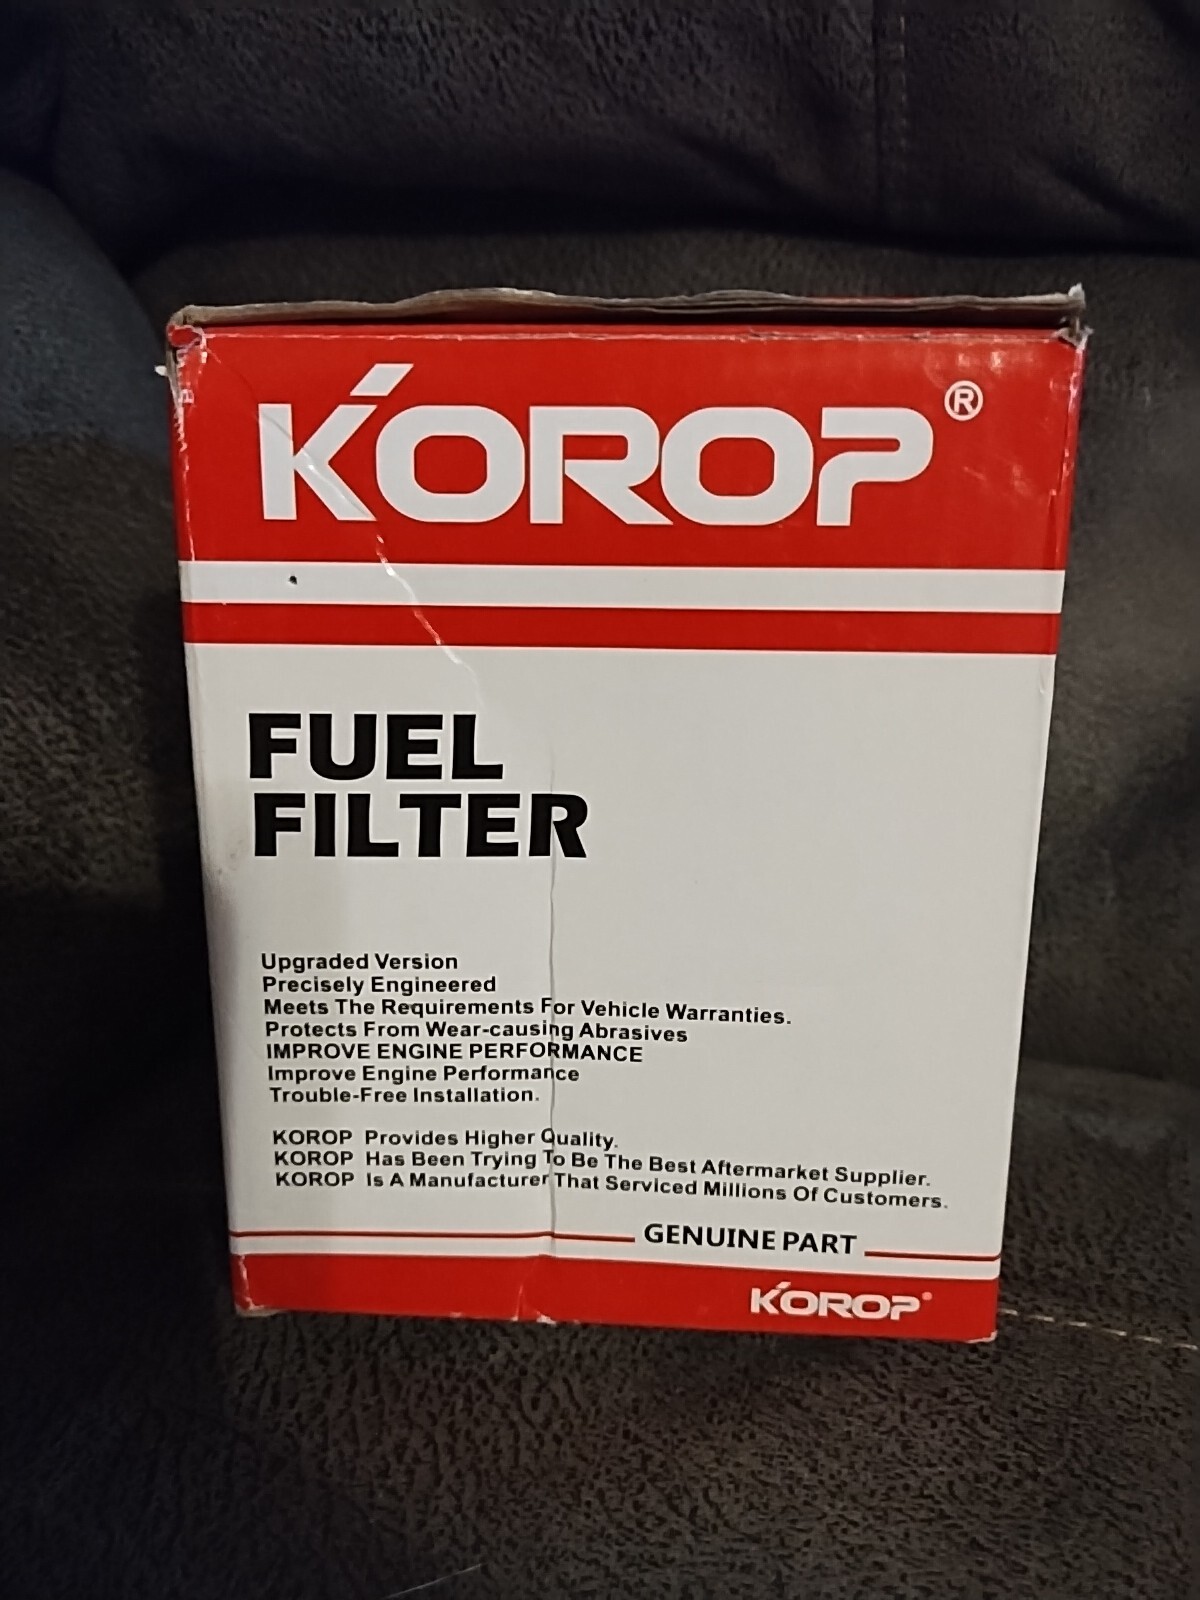 KOROP®
FUEL
FILTER
Upgraded Version
Precisely Engineered
Meets The Requirements For Vehicle Warranties.
Protects From Wear-causing Abrasives
IMPROVE ENGINE PERFORMANCE
Improve Engine Performance
Trouble-Free Installation.
KOROP Provides Higher Quality.
KOROP Has Been Trying To Be The Best Aftermarket Supplier.
KOROP Is A Manufacturer That Serviced Millions Of Customers.
GENUINE PART
KOROP®